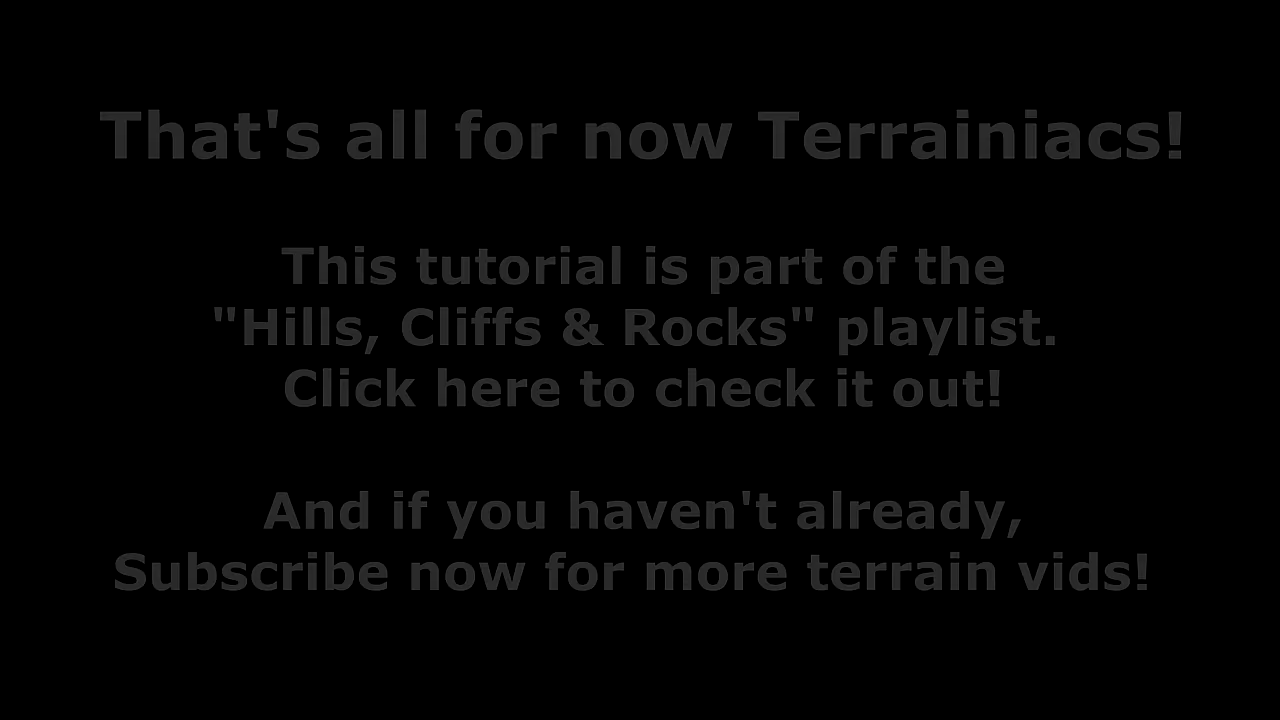 That's all for now Terrainiacs!
This tutorial is part of the
"Hills, Cliffs & Rocks" playlist.
Click here to check it out!
And if you haven't already,
Subscribe now for more terrain vids!